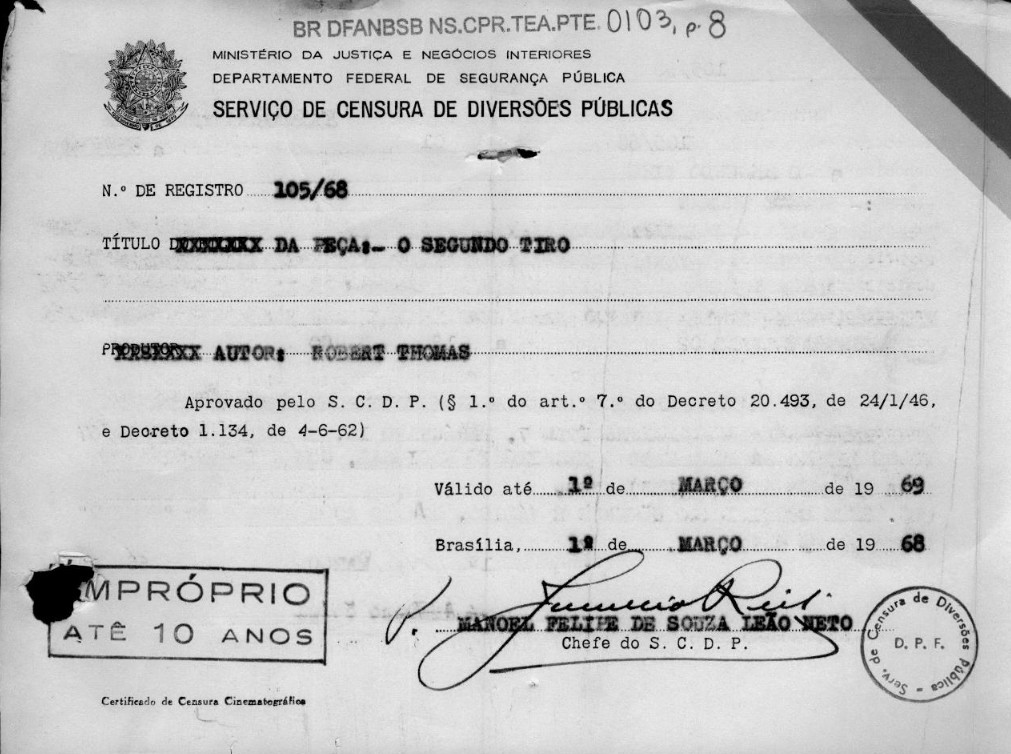 BR DFANBSB NS.CPR.TEA.PTE. 0103, p. 8
MINISTÉRIO DA JUSTIÇA E NEGÓCIOS INTERIORES
DEPARTAMENTO FEDERAL DE SEGURANÇA PÚBLICA
SERVIÇO DE CENSURA DE DIVERSÕES PÚBLICAS
N.º DE REGISTRO 105/68
TÍTULO DXXXXXXX DA PEÇA:- O SEGUNDO TIRO
AUTOR: ROBERT THOMAS
Aprovado pelo S. C. D. P. (§ 1.º do art.º 7.º do Decreto 20.493, de 24/1/46,
e Decreto 1.134, de 4-6-62)
Válido até 1º de MARÇO de 19 69
Brasília, 1º de MARÇO de 19 68
IMPRÓPRIO
ATÉ 10 ANOS
MANOEL FELIPE DE SOUZA LEÃO NETO
Chefe do S. C. D. P.
Serv. de Censura de Diversões Públicas
D. P. F.
Certificado de Censura Cinematográfica